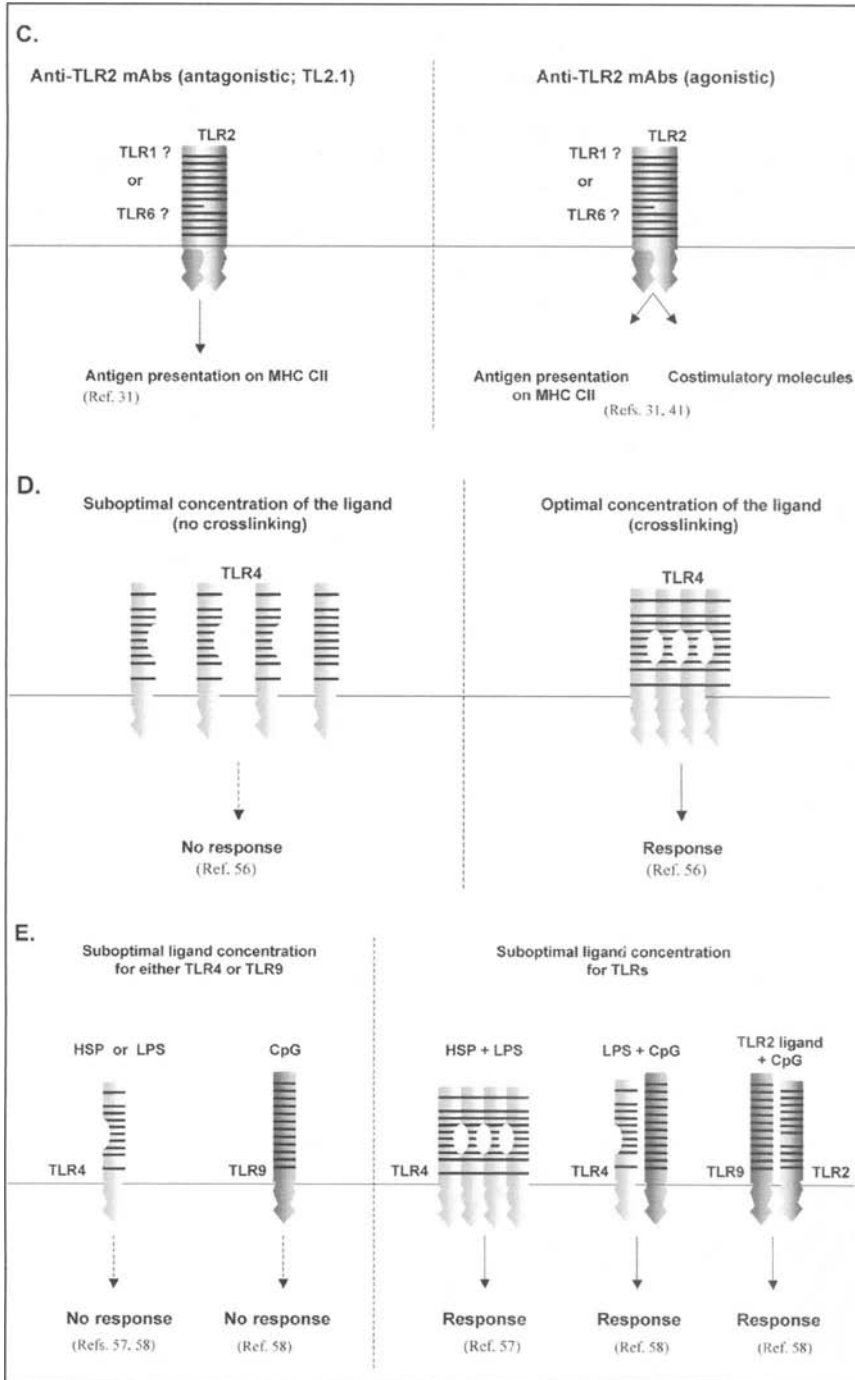 C.
Anti-TLR2 mAbs (antagonistic; TL2.1)
TLR2
TLR1 ?
or
TLR6 ?
Antigen presentation on MHC CII
(Ref. 31)
Anti-TLR2 mAbs (agonistic)
TLR2
TLR1 ?
or
TLR6 ?
Antigen presentation
on MHC CII
Costimulatory molecules
(Refs. 31, 41)
D.
Suboptimal concentration of the ligand
(no crosslinking)
TLR4
No response
(Ref. 56)
Optimal concentration of the ligand
(crosslinking)
TLR4
Response
(Ref. 56)
E.
Suboptimal ligand concentration
for either TLR4 or TLR9
HSP or LPS
CpG
TLR4
TLR9
No response
(Refs. 57, 58)
No response
(Ref. 58)
Suboptimal ligand concentration
for TLRs
HSP + LPS
LPS + CpG
TLR2 ligand
+ CpG
TLR4
TLR4
TLR9
TLR2
Response
(Ref. 57)
Response
(Ref. 58)
Response
(Ref. 58)